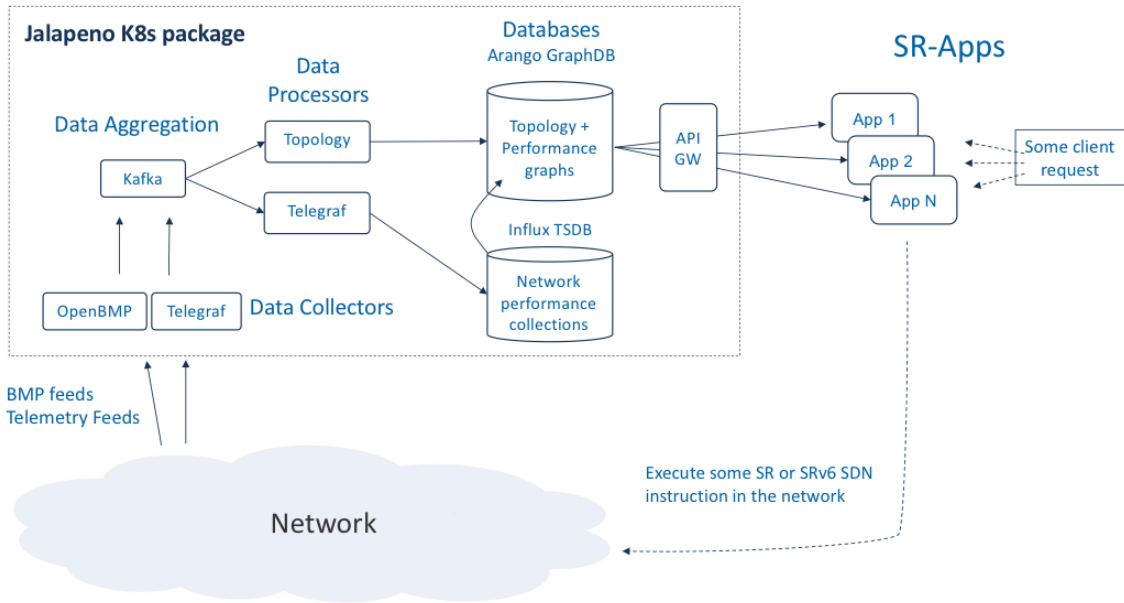 Jalapeno K8s package
Databases
Arango GraphDB
SR-Apps
Data
Processors
Data Aggregation
Topology
Topology +
Performance
graphs
API
GW
App 1
App 2
App N
Some client
request
Kafka
Telegraf
Influx TSDB
Network
performance
collections
OpenBMP
Telegraf
Data Collectors
BMP feeds
Telemetry Feeds
Execute some SR or SRv6 SDN
instruction in the network
Network